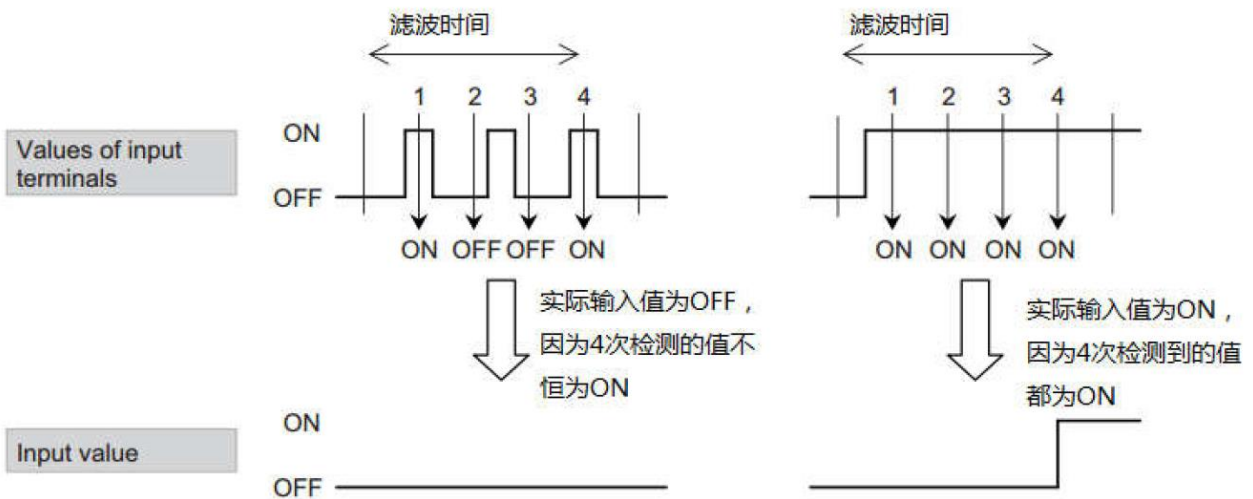 滤波时间
滤波时间
1 2 3 4
1 2 3 4
Values of input
terminals
ON
OFF
ON OFF OFF ON
ON ON ON ON
实际输入值为OFF，
因为4次检测的值不
恒为ON
实际输入值为ON，
因为4次检测到的值
都为ON
Input value
ON
OFF